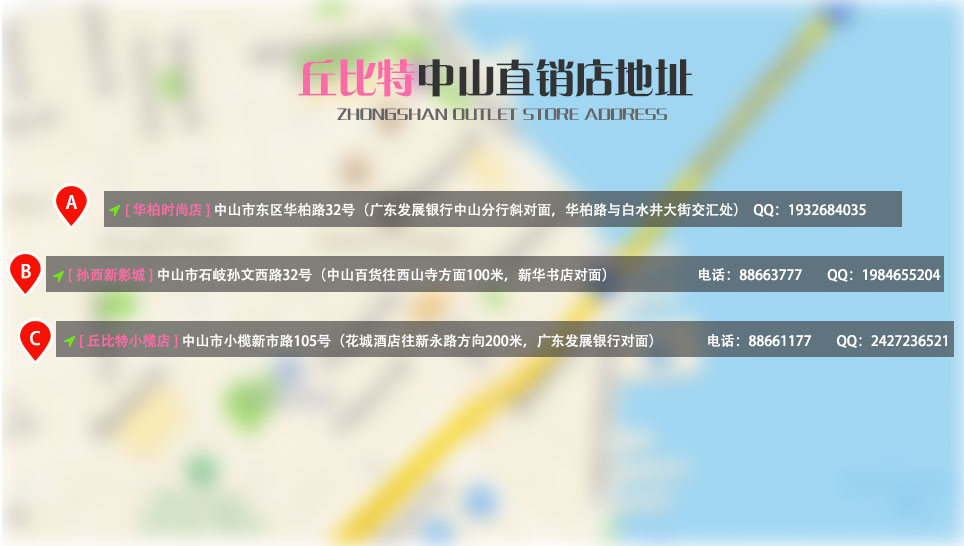 丘比特中山直销店地址
ZHONGSHAN OUTLET STORE ADDRESS
A [ 华柏时尚店 ] 中山市东区华柏路32号（广东发展银行中山分行斜对面，华柏路与白水井大街交汇处） QQ：1932684035
B [ 孙西新影城 ] 中山市石岐孙文西路32号（中山百货往西山寺方面100米，新华书店对面） 电话：88663777 QQ：1984655204
C [ 丘比特小榄店 ] 中山市小榄新市路105号（花城酒店往新永路方向200米，广东发展银行对面） 电话：88661177 QQ：2427236521